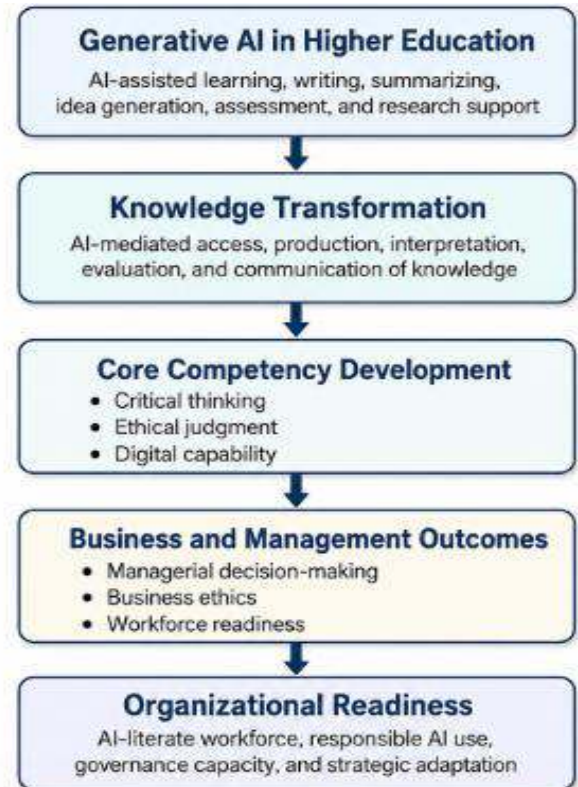 Generative AI in Higher Education
AI-assisted learning, writing, summarizing,
idea generation, assessment, and research support
Knowledge Transformation
AI-mediated access, production, interpretation,
evaluation, and communication of knowledge
Core Competency Development
• Critical thinking
• Ethical judgment
• Digital capability
Business and Management Outcomes
• Managerial decision-making
• Business ethics
• Workforce readiness
Organizational Readiness
AI-literate workforce, responsible AI use,
governance capacity, and strategic adaptation